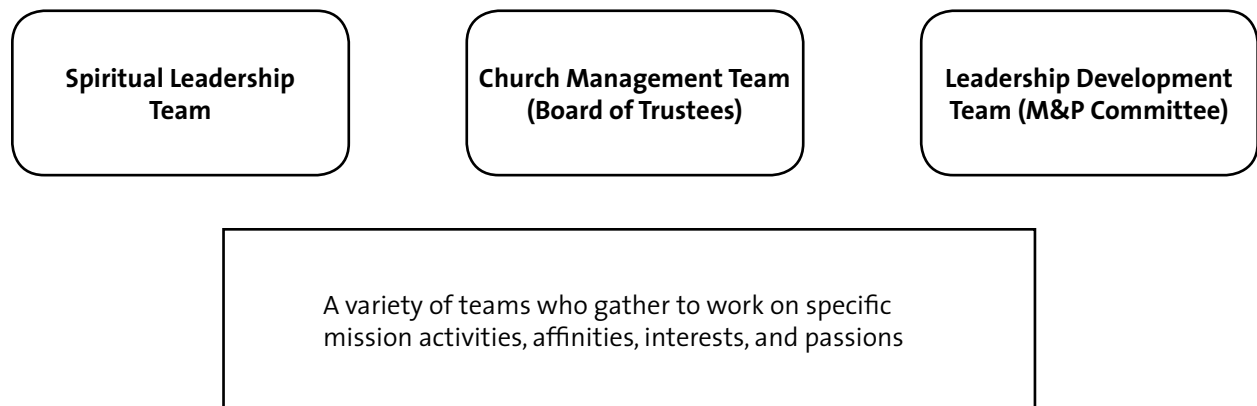 Spiritual Leadership
Team
Church Management Team
(Board of Trustees)
Leadership Development
Team (M&P Committee)
A variety of teams who gather to work on specific
mission activities, affinities, interests, and passions